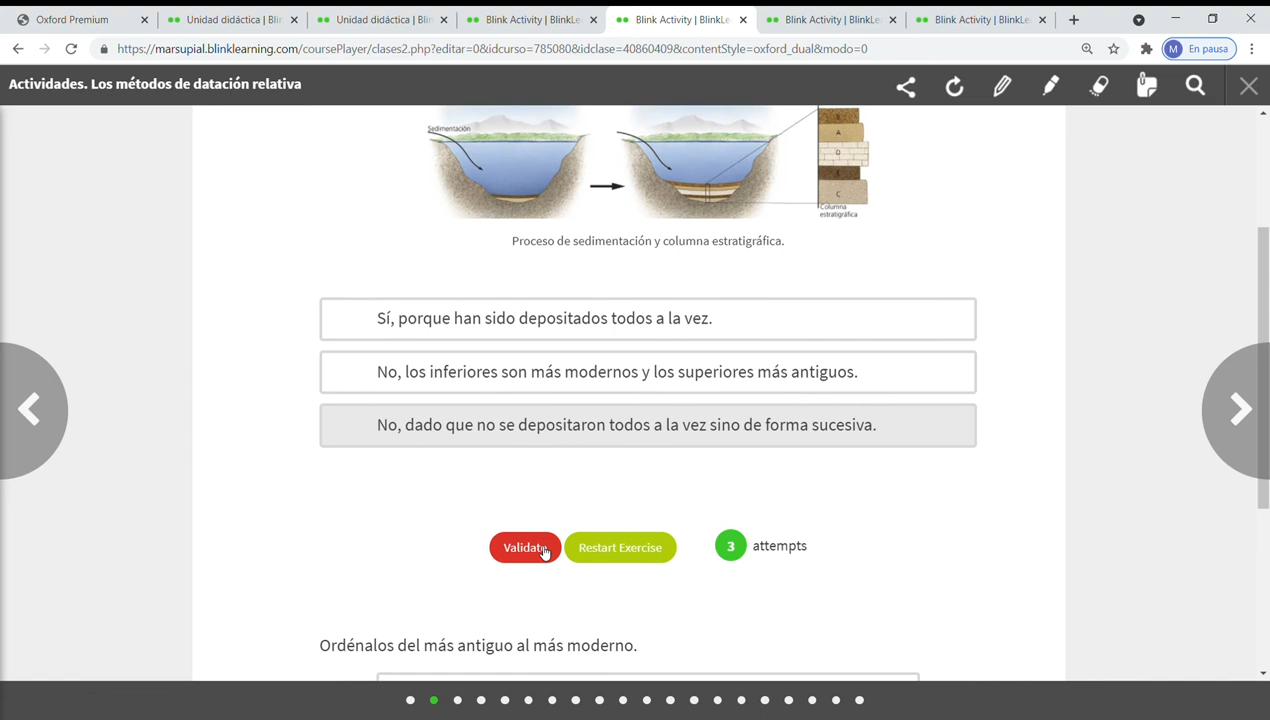 Oxford Premium
Unidad didáctica | Blin
Unidad didáctica | Blin
Blink Activity | BlinkLe
Blink Activity | BlinkLe
Blink Activity | BlinkLe
Blink Activity | BlinkLe
https://marsupial.blinklearning.com/coursePlayer/clases2.php?editar=0&idcurso=785080&idclase=40860409&contentStyle=oxford_dual&modo=0
M
En pausa
Actividades. Los métodos de datación relativa
Sedimentación
A
D
C
Columna
estratigráfica
Proceso de sedimentación y columna estratigráfica.
Sí, porque han sido depositados todos a la vez.
No, los inferiores son más modernos y los superiores más antiguos.
No, dado que no se depositaron todos a la vez sino de forma sucesiva.
Validate
Restart Exercise
3
attempts
Ordénalos del más antiguo al más moderno.